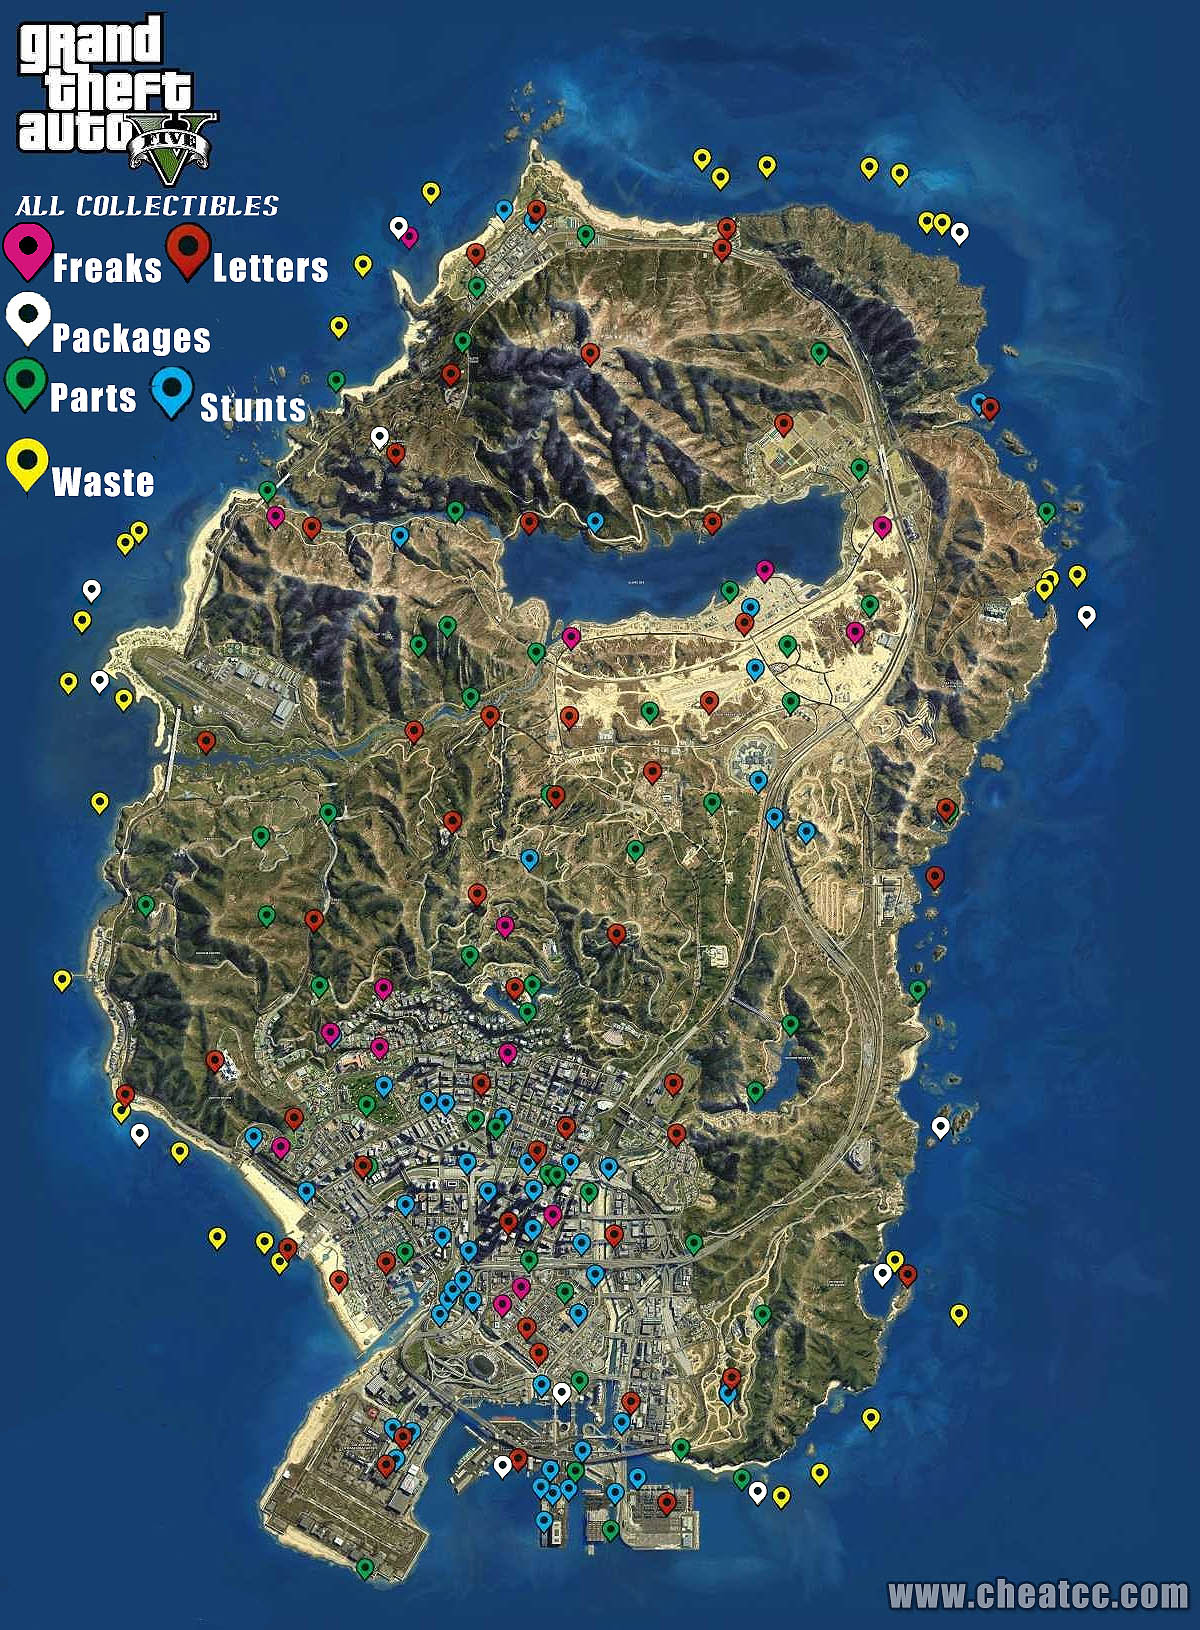 grand
theft
auto V
FIVE
ALL COLLECTIBLES
Freaks Letters
Packages
Parts Stunts
Waste
www.cheatcc.com